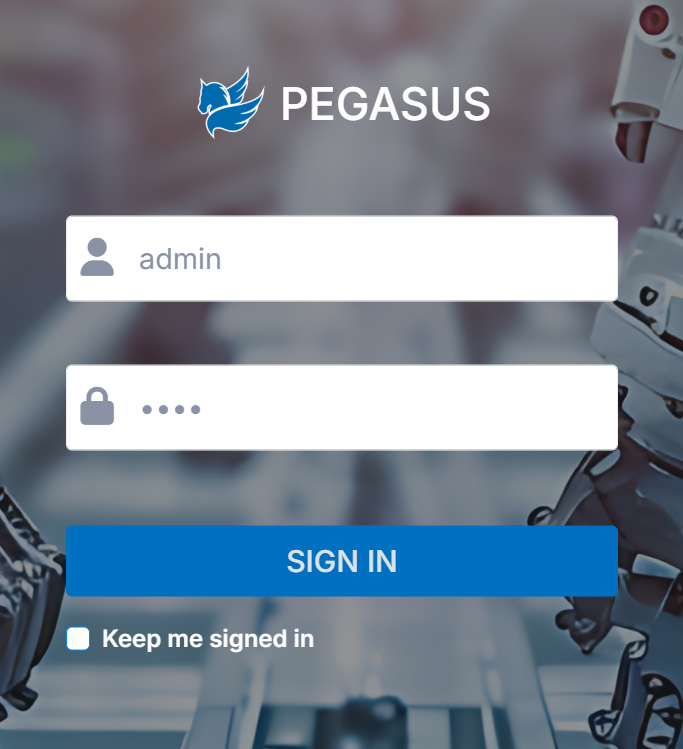 PEGASUS
admin
••••
SIGN IN
Keep me signed in